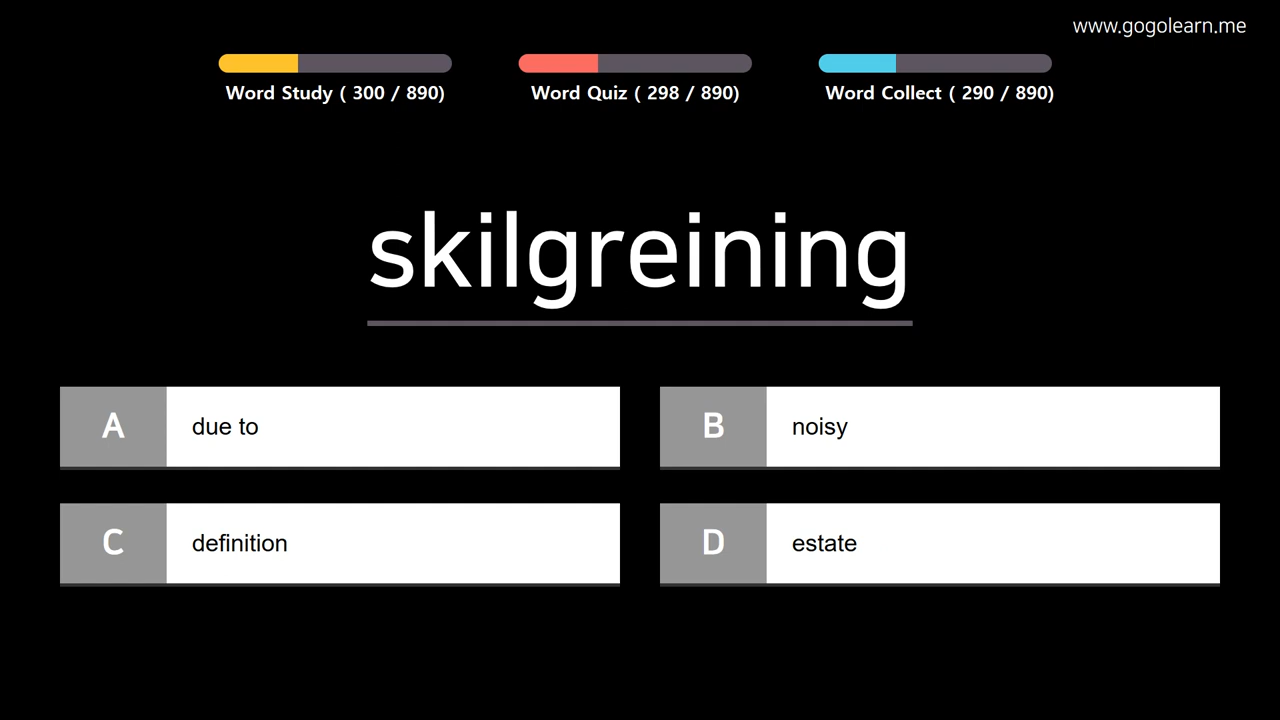 www.gogolearn.me
Word Study ( 300 / 890)
Word Quiz ( 298 / 890)
Word Collect ( 290 / 890)
skilgreining
A
due to
B
noisy
C
definition
D
estate